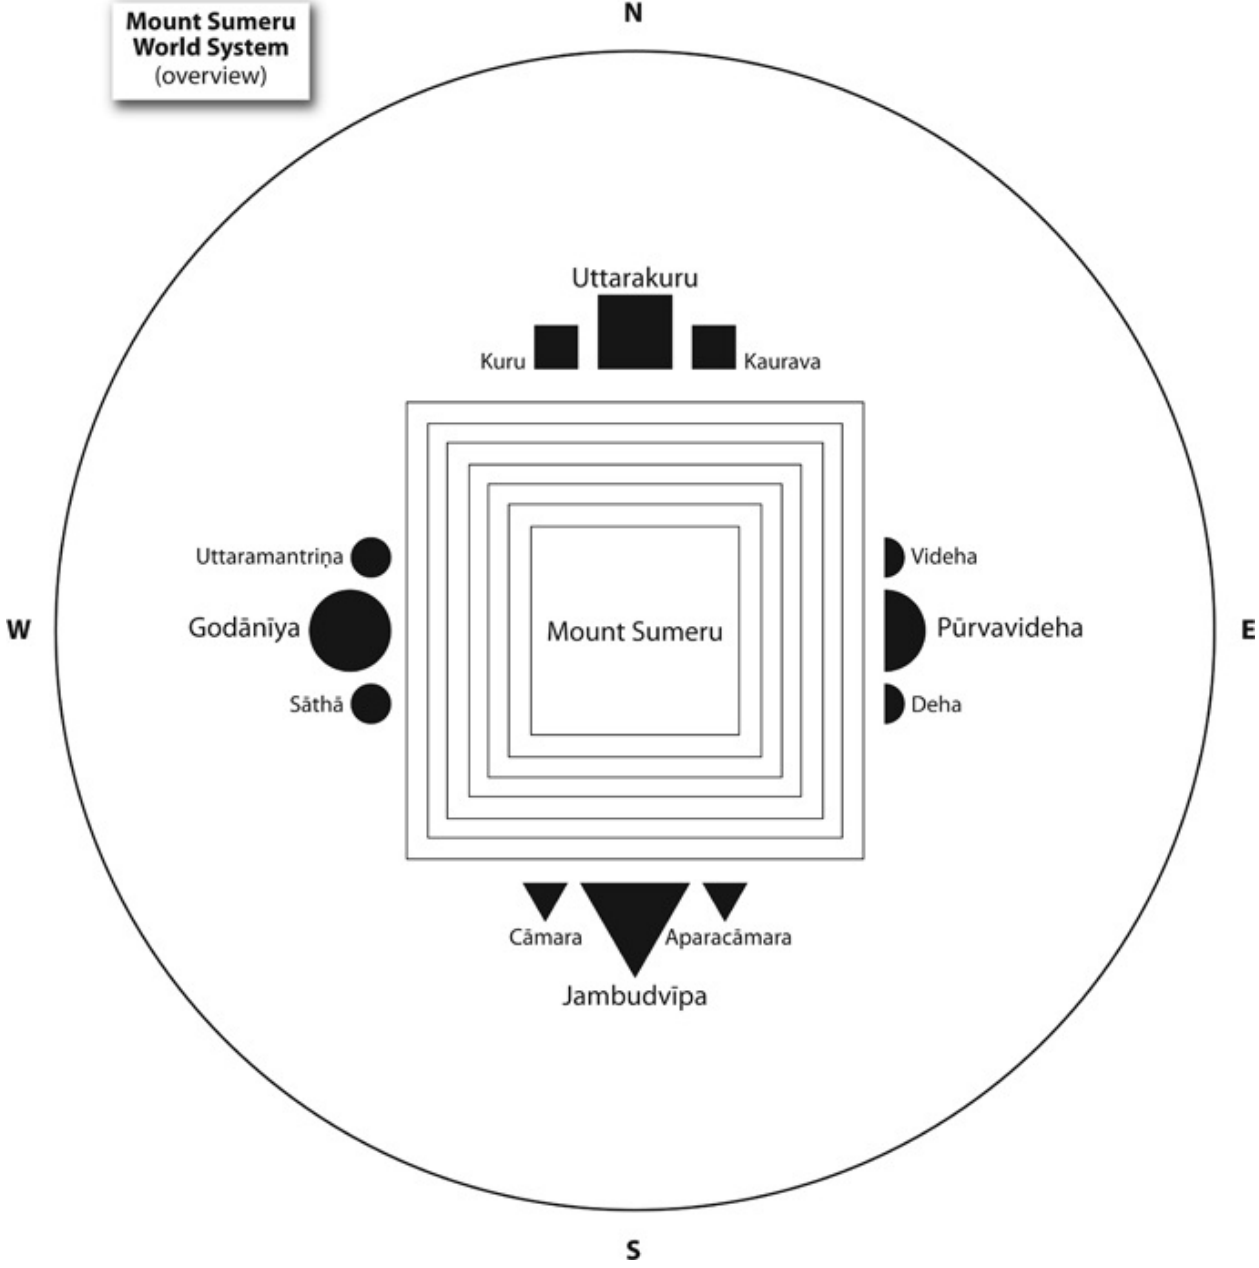 Mount Sumeru
World System
(overview)
N
Uttarakuru
Kuru
Kaurava
Uttaramantriṇa
Videha
W
Godānīya
Mount Sumeru
Pūrvavideha
E
Sāthā
Deha
Cāmara
Aparacāmara
Jambudvīpa
S